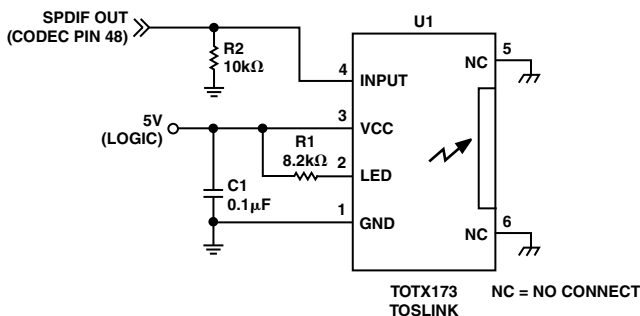 SPDIF OUT
(CODEC PIN 48)
R2
10kΩ
U1
4
INPUT
5
NC
5V
(LOGIC)
3
VCC
R1
8.2kΩ
2
LED
C1
0.1µF
1
GND
6
NC
TOTX173
TOSLINK
NC = NO CONNECT